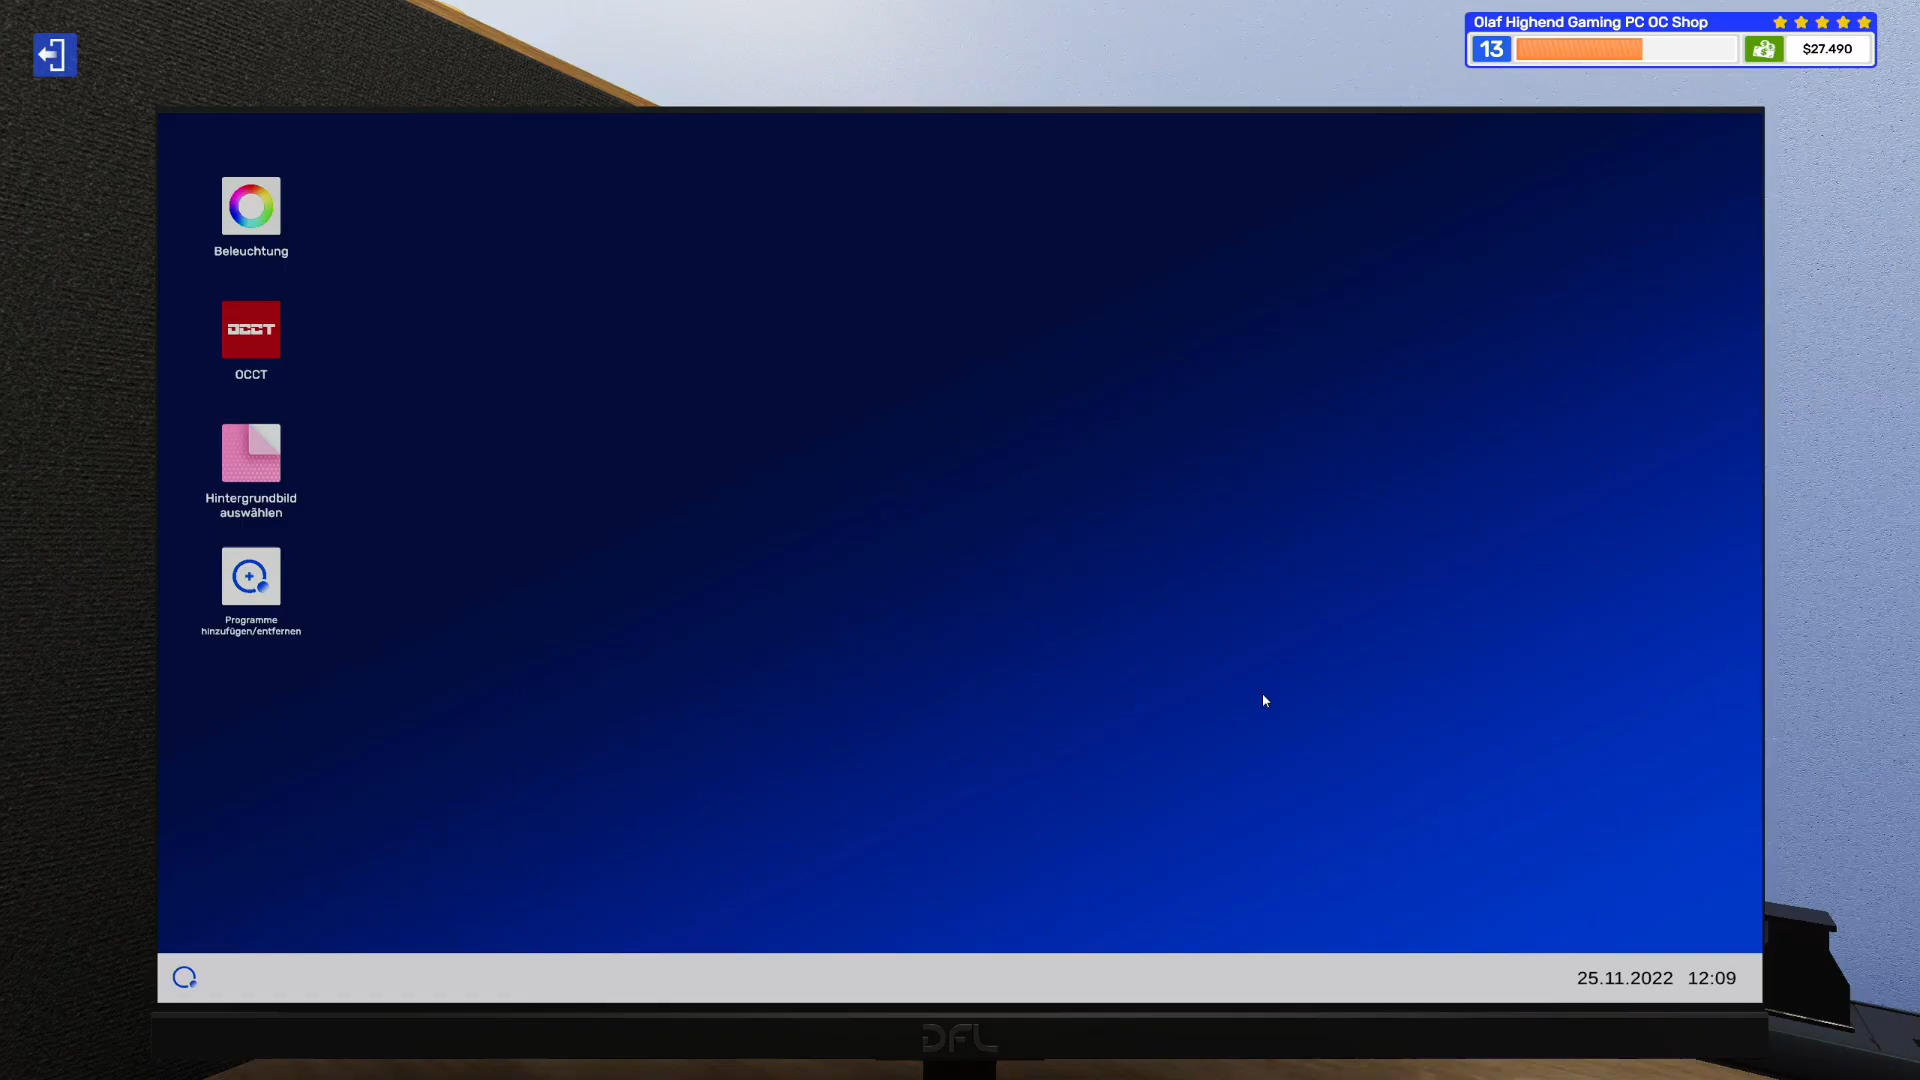 Olaf Highend Gaming PC OC Shop
13
$27.490
Beleuchtung
OCCT
OCCT
Hintergrundbild
auswählen
Programme
hinzufügen/entfernen
25.11.2022 12:09
DFL